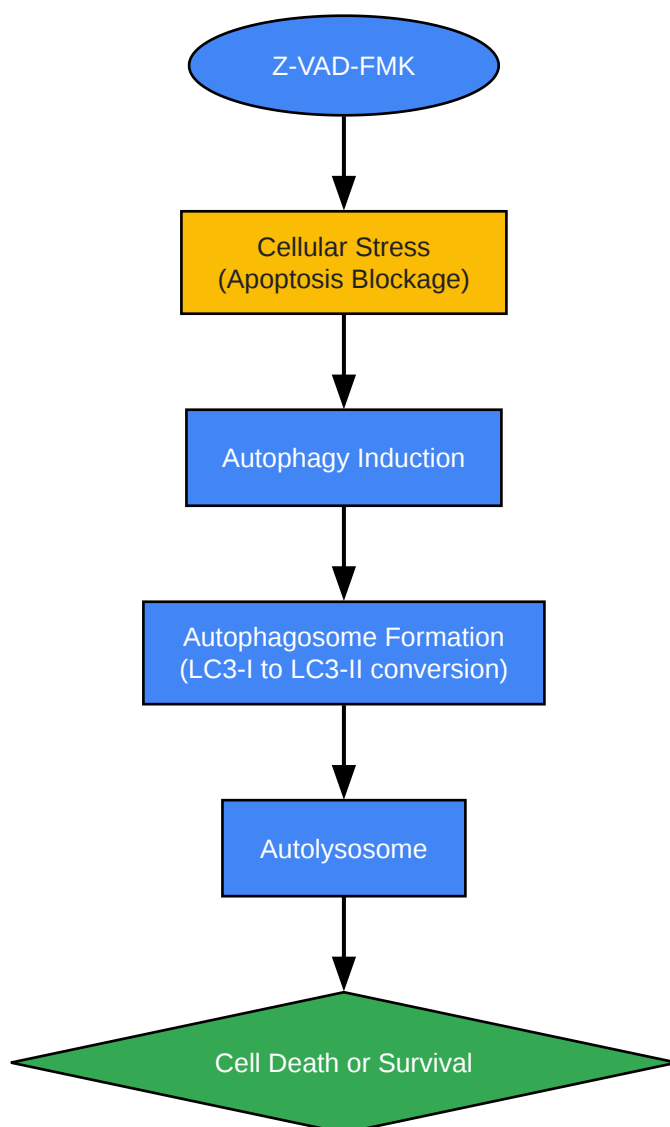 Z-VAD-FMK
Cellular Stress
(Apoptosis Blockage)
Autophagy Induction
Autophagosome Formation
(LC3-I to LC3-II conversion)
Autolysosome
Cell Death or Survival